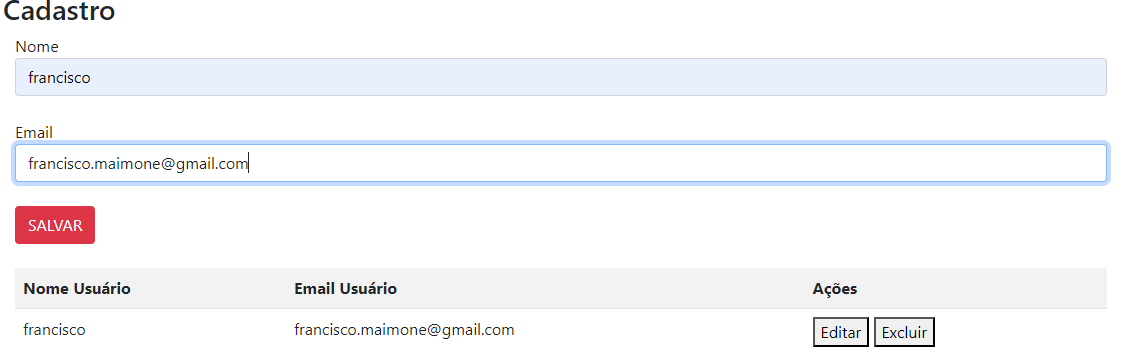 Cadastro
Nome
francisco
Email
francisco.maimone@gmail.com
SALVAR
Nome Usuário Email Usuário Ações
francisco francisco.maimone@gmail.com Editar Excluir